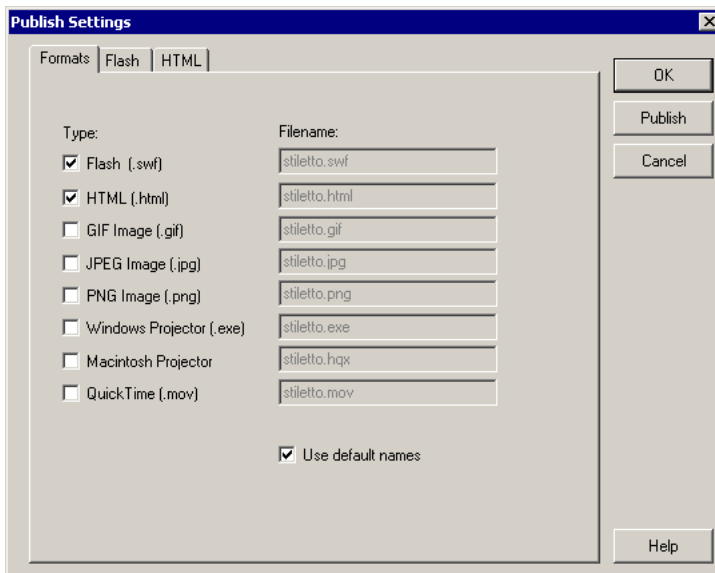 Publish Settings
Formats Flash HTML
OK
Publish
Cancel
Type: Filename:
Flash (.swf) stiletto.swf
HTML (.html) stiletto.html
GIF Image (.gif) stiletto.gif
JPEG Image (.jpg) stiletto.jpg
PNG Image (.png) stiletto.png
Windows Projector (.exe) stiletto.exe
Macintosh Projector stiletto.hqx
QuickTime (.mov) stiletto.mov
Use default names
Help